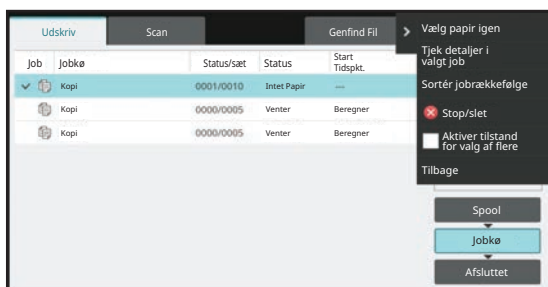 Udskriv
Scan
Genfind Fil
Job
Jobkø
Status/sæt
Status
Start
Tidspkt.
Kopi
0001/0010
Intet Papir
---
Kopi
0000/0005
Venter
Beregner
Kopi
0000/0005
Venter
Beregner
Vælg papir igen
Tjek detaljer i
valgt job
Sortér jobrækkefølge
Stop/slet
Aktiver tilstand
for valg af flere
Tilbage
Spool
Jobkø
Afsluttet